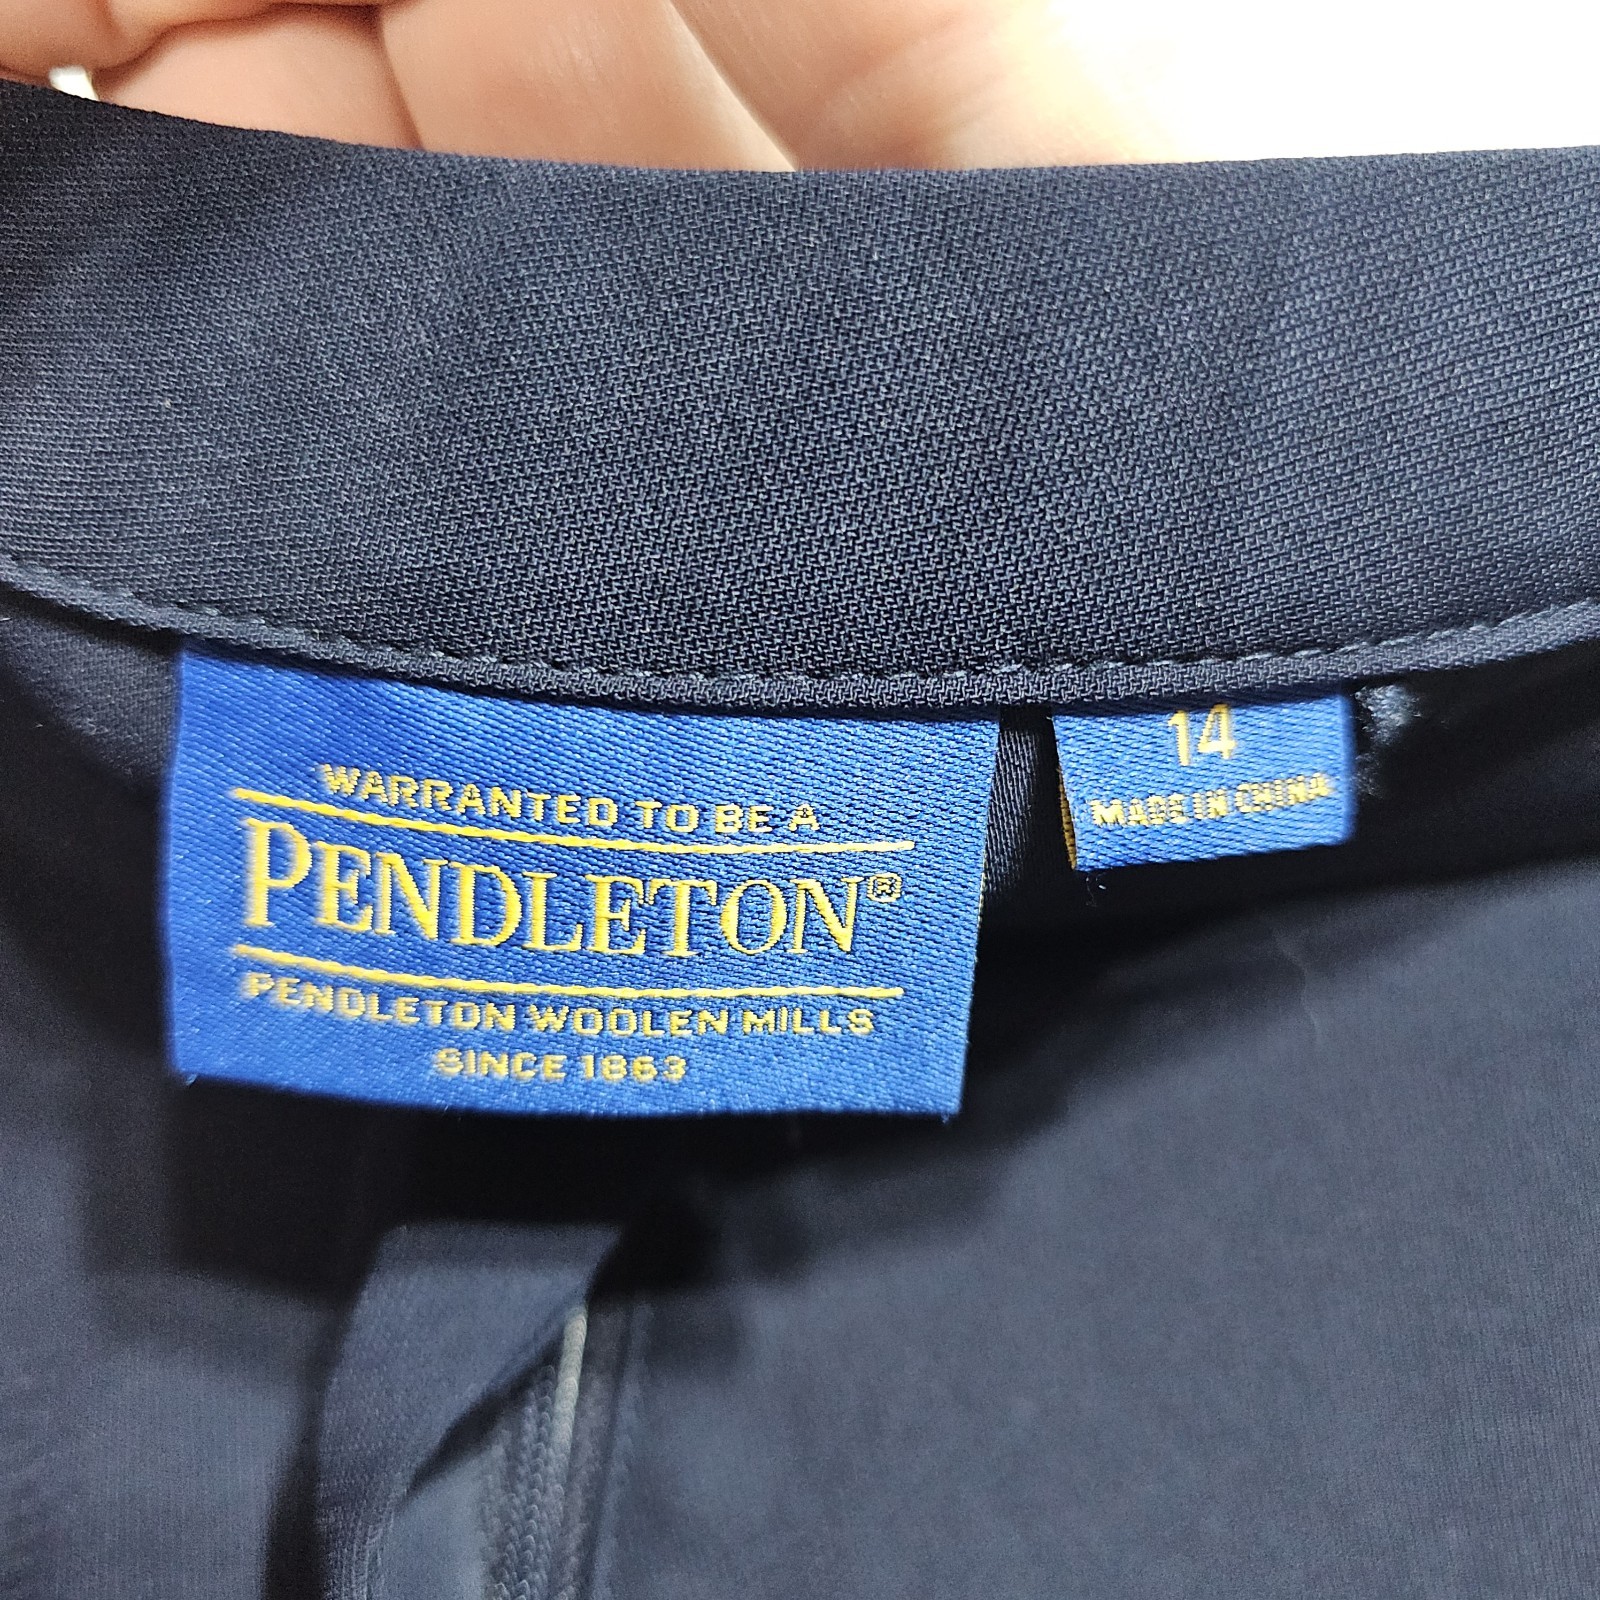 WARRANTED TO BE A
PENDLETON®
PENDLETON WOOLEN MILLS
SINCE 1863
14
MADE IN CHINA